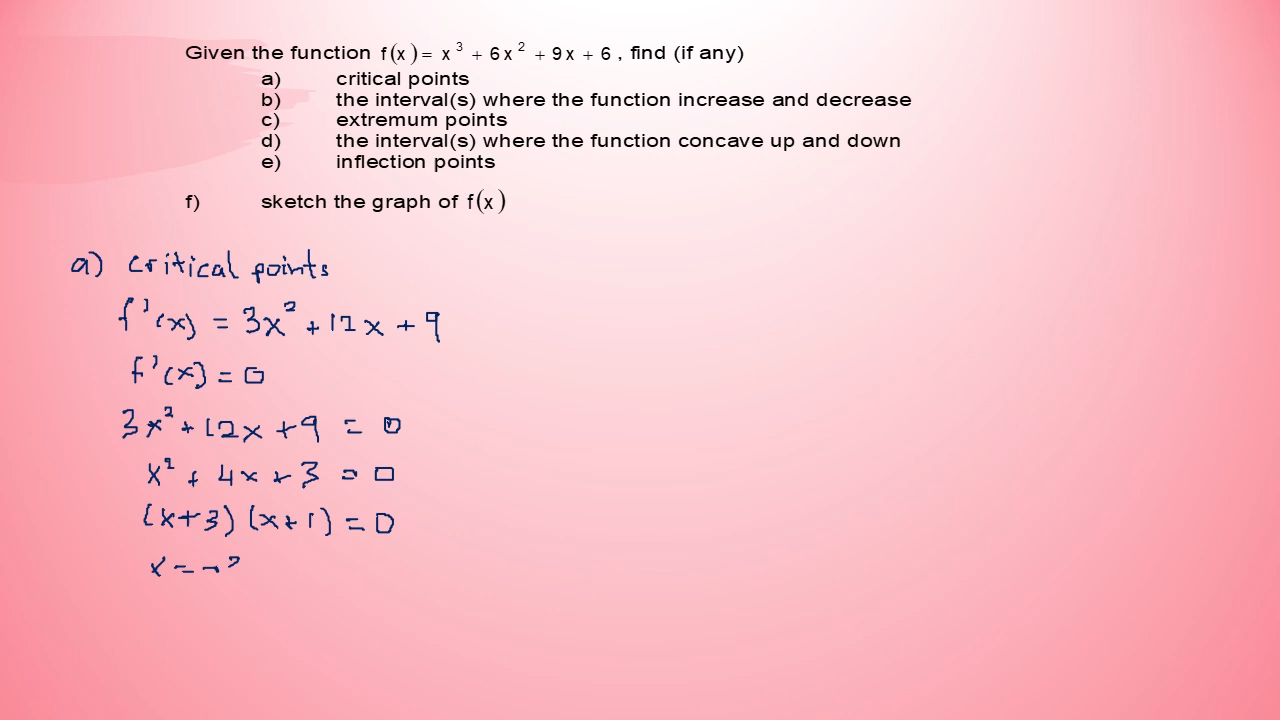 Given the function f(x) = x³ + 6x² + 9x + 6 , find (if any)
a) critical points
b) the interval(s) where the function increase and decrease
c) extremum points
d) the interval(s) where the function concave up and down
e) inflection points
f) sketch the graph of f(x)
a) critical points
f'(x) = 3x² + 12x + 9
f'(x) = 0
3x² + 12x + 9 = 0
x² + 4x + 3 = 0
(x+3) (x+1) = 0
x = -